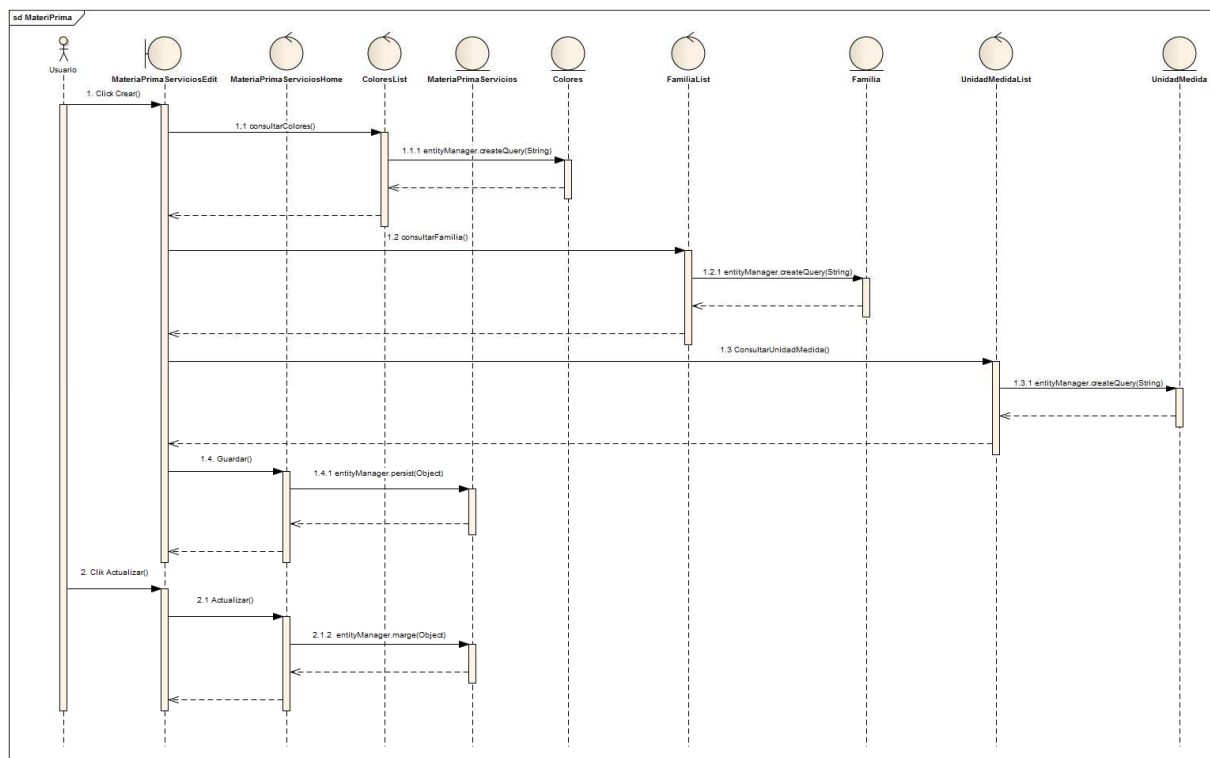 sd MateriPrima
Usuario
MateriaPrimaServiciosEdit
MateriaPrimaServiciosHome
ColoresList
MateriaPrimaServicios
Colores
FamiliaList
Familia
UnidadMedidaList
UnidadMedida
1. Click Crear()
1.1 consultarColores()
1.1.1 entityManager.createQuery(String)
1.2 consultarFamilia()
1.2.1 entityManager.createQuery(String)
1.3 ConsultarUnidadMedida()
1.3.1 entityManager.createQuery(String)
1.4. Guardar()
1.4.1 entityManager.persist(Object)
2. Clik Actualizar()
2.1 Actualizar()
2.1.2 entityManager.marge(Object)